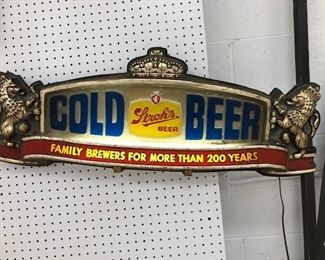 COLD Stroh's BEER BEER
FAMILY BREWERS FOR MORE THAN 200 YEARS